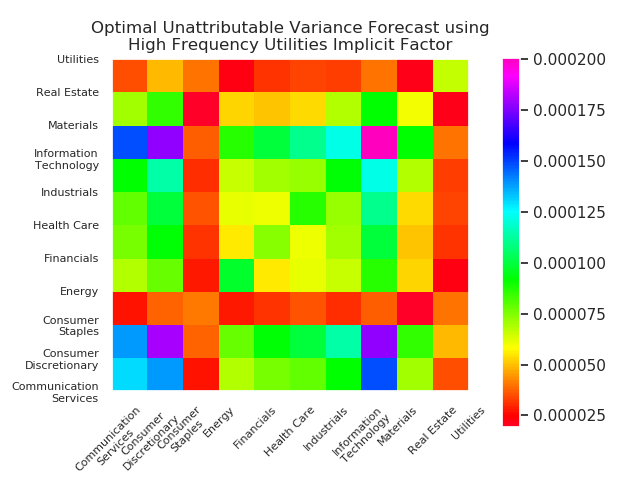 Optimal Unattributable Variance Forecast using
High Frequency Utilities Implicit Factor
Utilities
Real Estate
Materials
Information
Technology
Industrials
Health Care
Financials
Energy
Consumer
Staples
Consumer
Discretionary
Communication
Services
Communication
Services
Consumer
Discretionary
Consumer
Staples
Energy
Financials
Health Care
Industrials
Information
Technology
Materials
Real Estate
Utilities
0.000200
0.000175
0.000150
0.000125
0.000100
0.000075
0.000050
0.000025